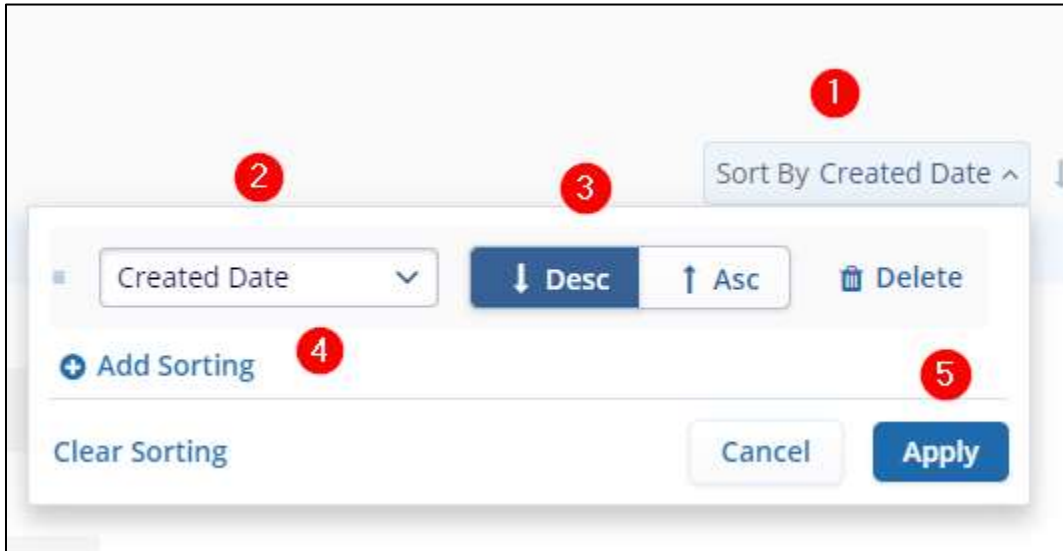 1
Sort By Created Date
2
3
Created Date
Desc
Asc
Delete
4
Add Sorting
5
Clear Sorting
Cancel
Apply